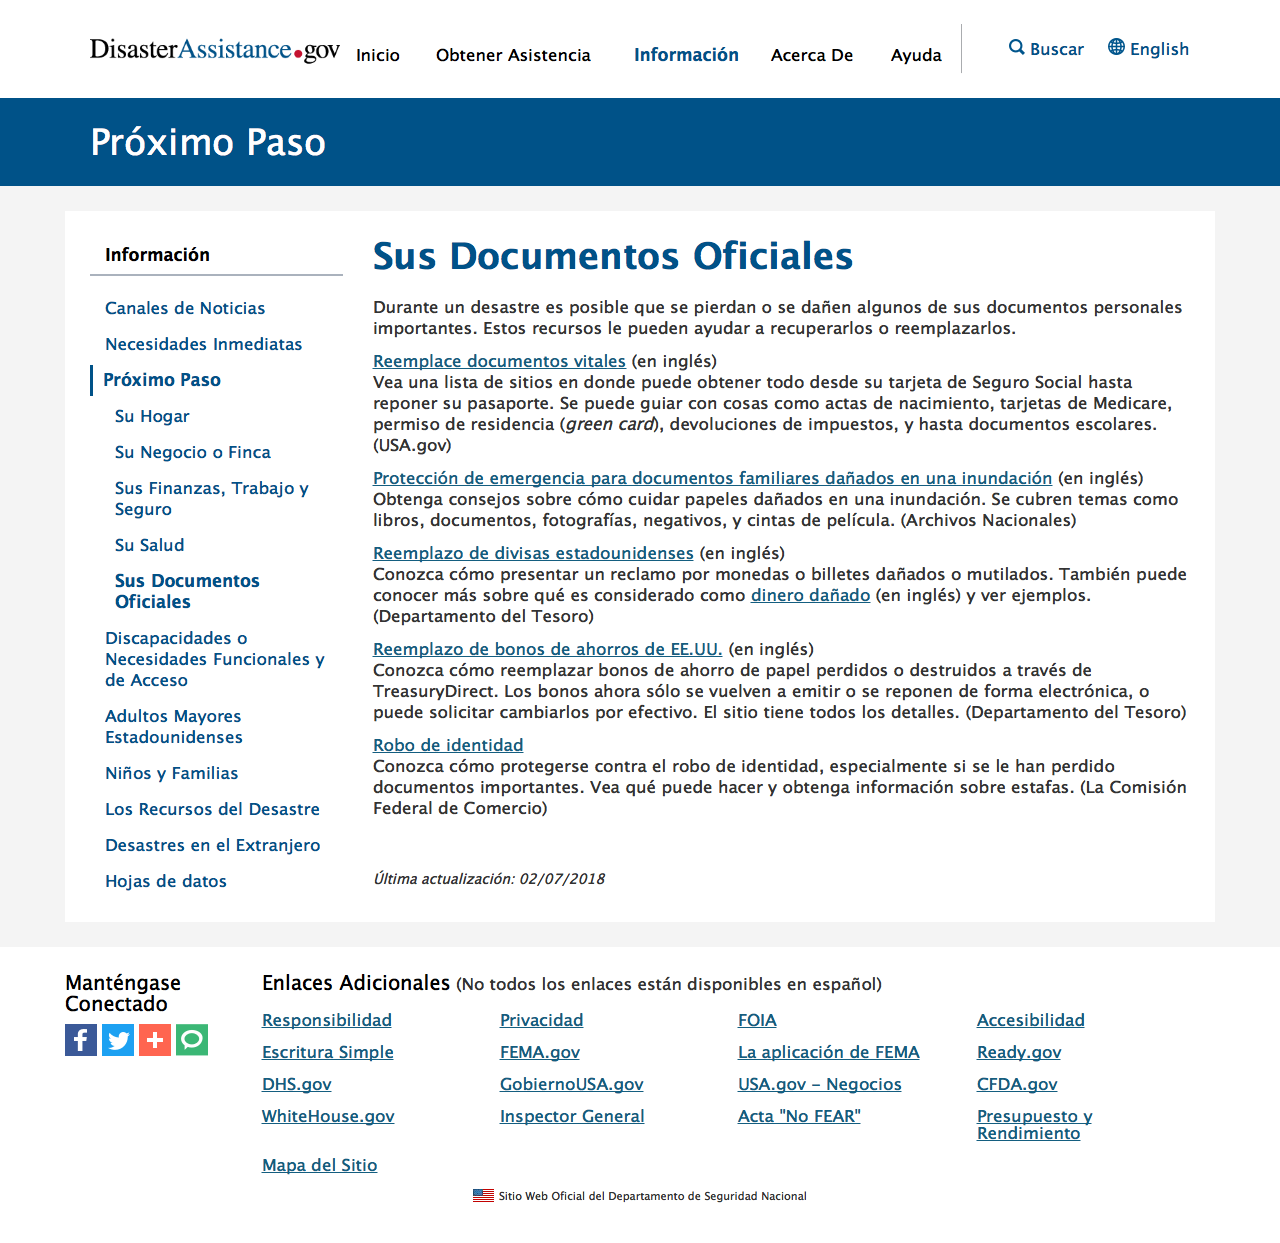 DisasterAssistance.gov
Inicio
Obtener Asistencia
Información
Acerca De
Ayuda
Buscar
English
Próximo Paso
Información
Canales de Noticias
Necesidades Inmediatas
Próximo Paso
Su Hogar
Su Negocio o Finca
Sus Finanzas, Trabajo y
Seguro
Su Salud
Sus Documentos
Oficiales
Discapacidades o
Necesidades Funcionales y
de Acceso
Adultos Mayores
Estadounidenses
Niños y Familias
Los Recursos del Desastre
Desastres en el Extranjero
Hojas de datos
Sus Documentos Oficiales
Durante un desastre es posible que se pierdan o se dañen algunos de sus documentos personales
importantes. Estos recursos le pueden ayudar a recuperarlos o reemplazarlos.
Reemplace documentos vitales (en inglés)
Vea una lista de sitios en donde puede obtener todo desde su tarjeta de Seguro Social hasta
reponer su pasaporte. Se puede guiar con cosas como actas de nacimiento, tarjetas de Medicare,
permiso de residencia (green card), devoluciones de impuestos, y hasta documentos escolares.
(USA.gov)
Protección de emergencia para documentos familiares dañados en una inundación (en inglés)
Obtenga consejos sobre cómo cuidar papeles dañados en una inundación. Se cubren temas como
libros, documentos, fotografías, negativos, y cintas de película. (Archivos Nacionales)
Reemplazo de divisas estadounidenses (en inglés)
Conozca cómo presentar un reclamo por monedas o billetes dañados o mutilados. También puede
conocer más sobre qué es considerado como dinero dañado (en inglés) y ver ejemplos.
(Departamento del Tesoro)
Reemplazo de bonos de ahorros de EE.UU. (en inglés)
Conozca cómo reemplazar bonos de ahorro de papel perdidos o destruidos a través de
TreasuryDirect. Los bonos ahora sólo se vuelven a emitir o se reponen de forma electrónica, o
puede solicitar cambiarlos por efectivo. El sitio tiene todos los detalles. (Departamento del Tesoro)
Robo de identidad
Conozca cómo protegerse contra el robo de identidad, especialmente si se le han perdido
documentos importantes. Vea qué puede hacer y obtenga información sobre estafas. (La Comisión
Federal de Comercio)
Última actualización: 02/07/2018
Manténgase
Conectado
Enlaces Adicionales (No todos los enlaces están disponibles en español)
Responsibilidad
Privacidad
FOIA
Accesibilidad
Escritura Simple
FEMA.gov
La aplicación de FEMA
Ready.gov
DHS.gov
GobiernoUSA.gov
USA.gov – Negocios
CFDA.gov
WhiteHouse.gov
Inspector General
Acta "No FEAR"
Presupuesto y
Rendimiento
Mapa del Sitio
Sitio Web Oficial del Departamento de Seguridad Nacional